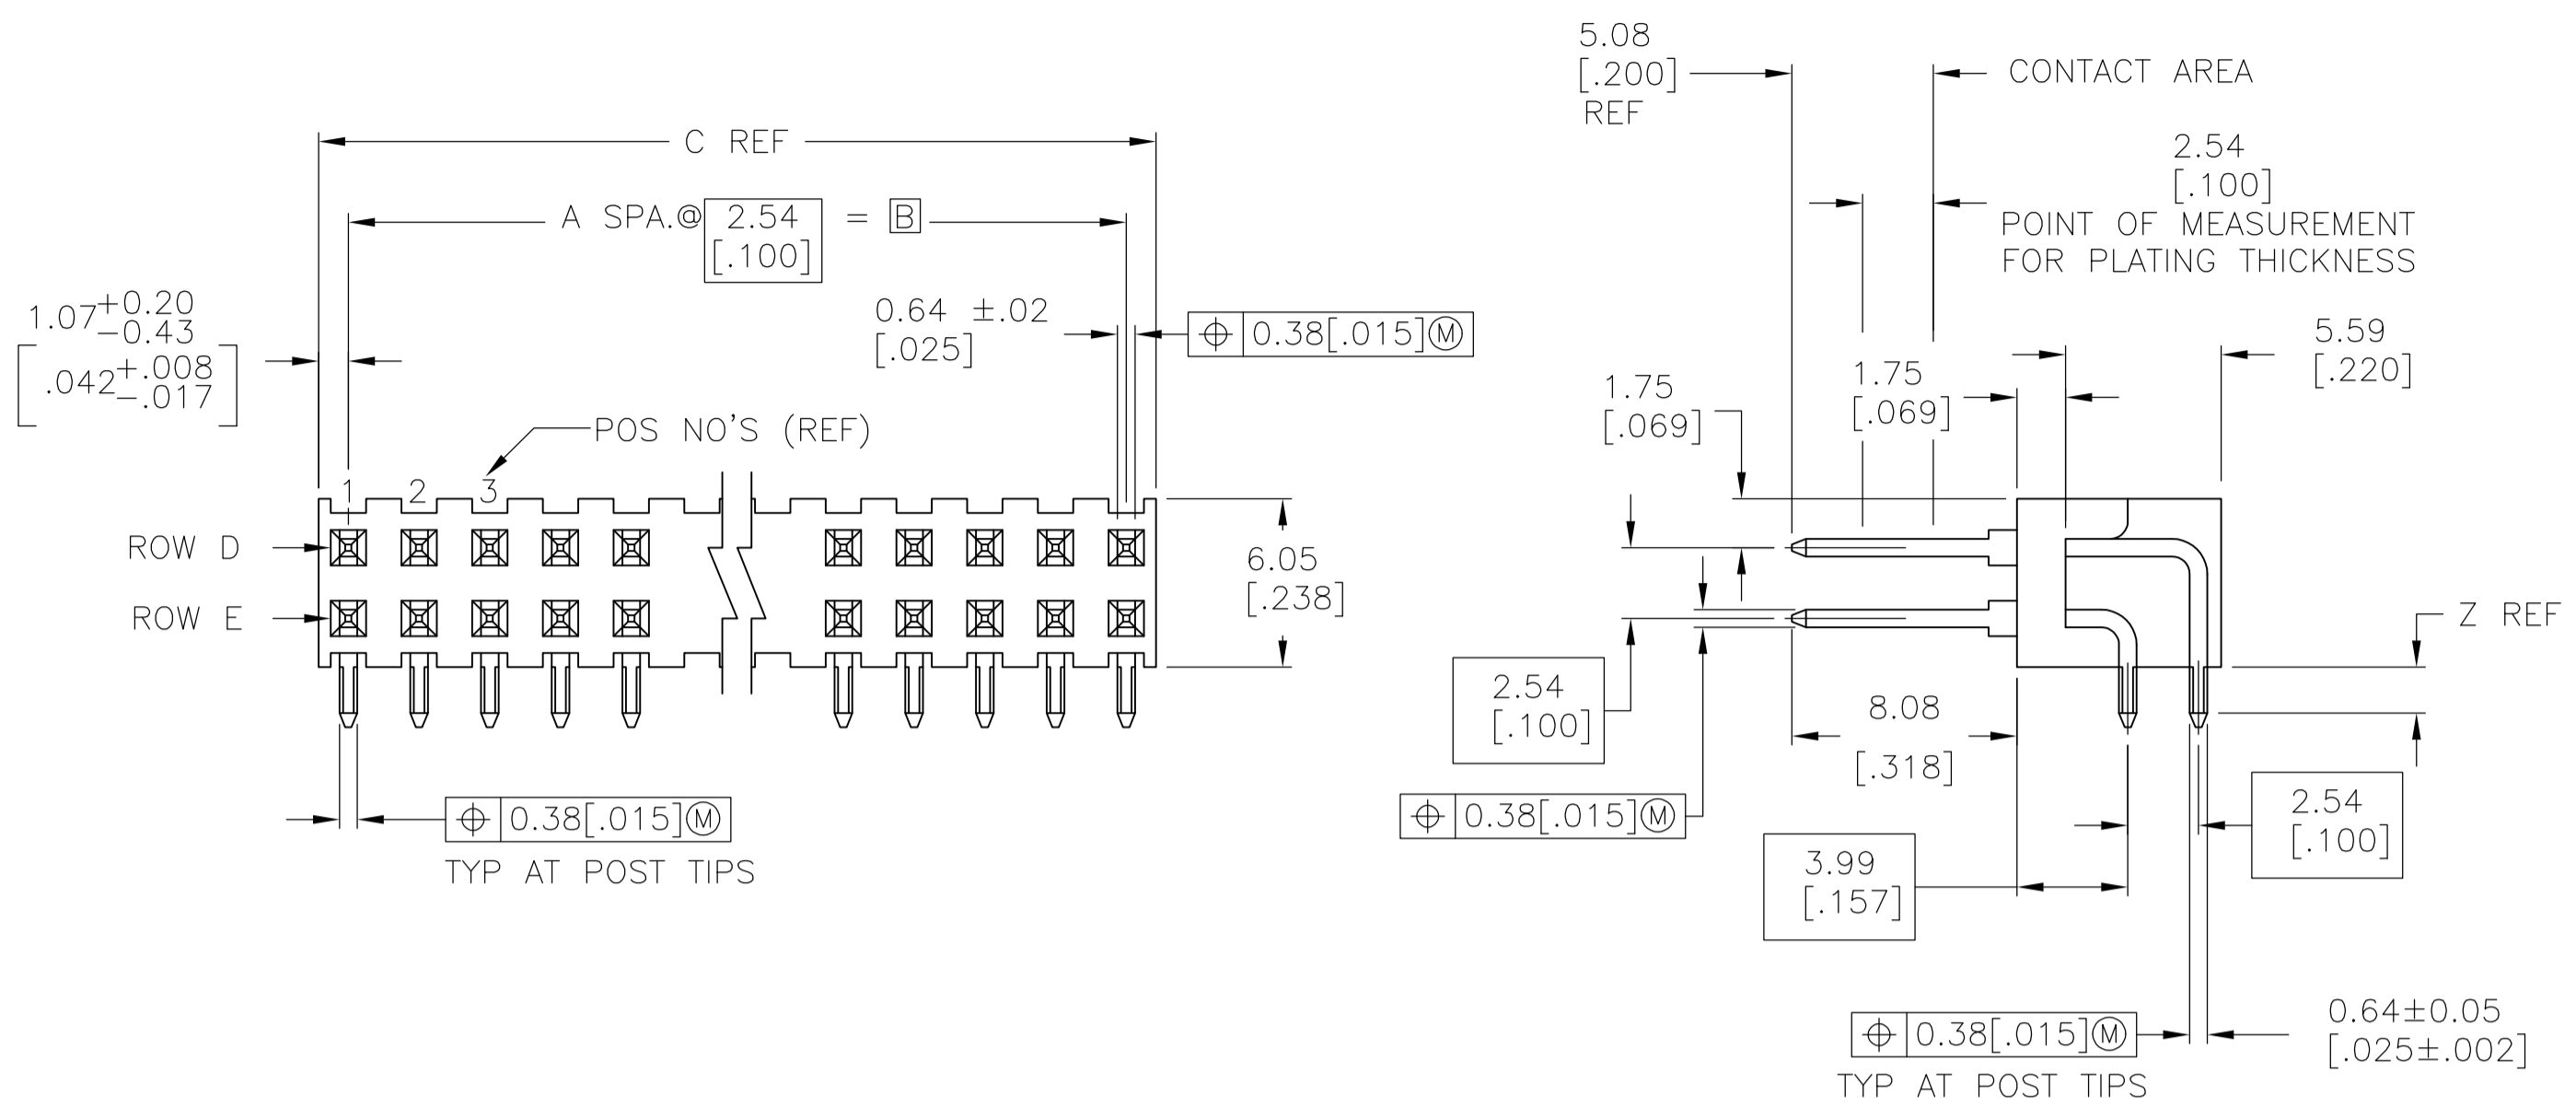 C REF
A SPA.@ 2.54 = B
[.100]
1.07 +0.20 -0.43
[.042 +.008 -.017]
0.64 ±.02
[.025]
⌖ 0.38[.015]Ⓜ
POS NO'S (REF)
1 2 3
ROW D
ROW E
6.05
[.238]
⌖ 0.38[.015]Ⓜ
TYP AT POST TIPS
5.08
[.200]
REF
CONTACT AREA
2.54
[.100]
POINT OF MEASUREMENT
FOR PLATING THICKNESS
5.59
[.220]
1.75
[.069]
1.75
[.069]
Z REF
2.54
[.100]
8.08
[.318]
⌖ 0.38[.015]Ⓜ
2.54
[.100]
3.99
[.157]
0.64±0.05
[.025±.002]
⌖ 0.38[.015]Ⓜ
TYP AT POST TIPS